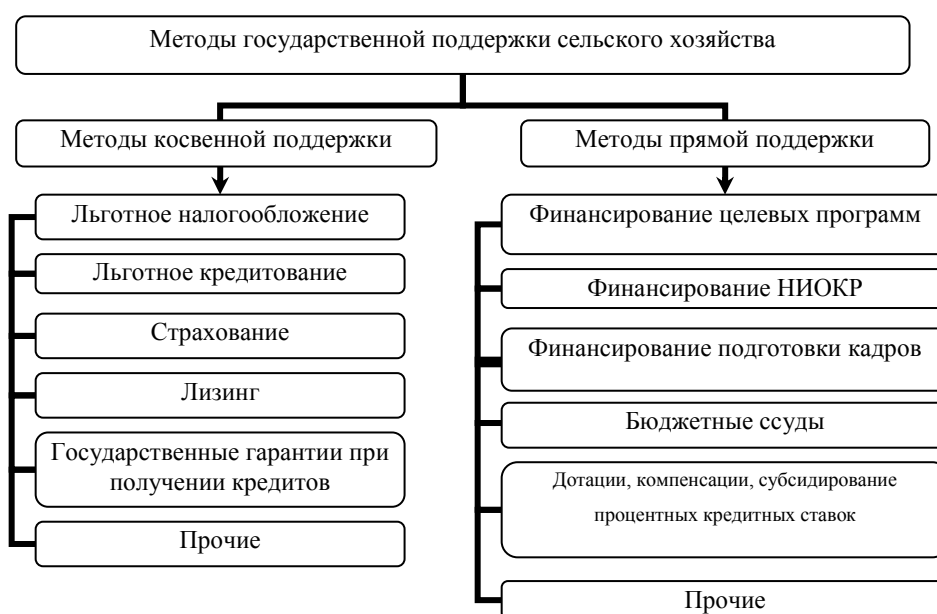 Методы государственной поддержки сельского хозяйства
Методы косвенной поддержки
Льготное налогообложение
Льготное кредитование
Страхование
Лизинг
Государственные гарантии при
получении кредитов
Прочие
Методы прямой поддержки
Финансирование целевых программ
Финансирование НИОКР
Финансирование подготовки кадров
Бюджетные ссуды
Дотации, компенсации, субсидирование
процентных кредитных ставок
Прочие